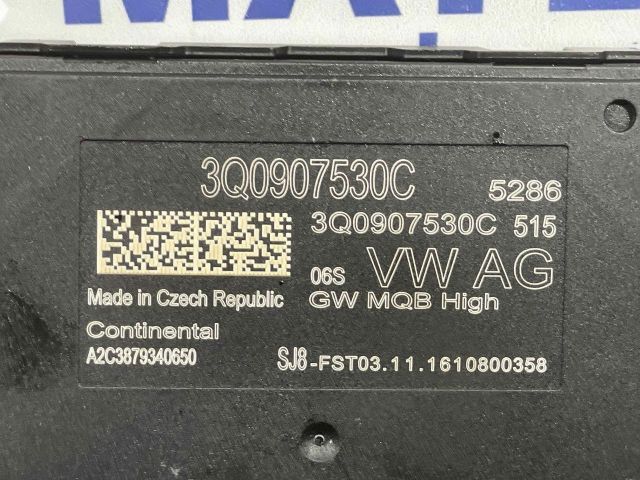 3Q0907530C 5286
3Q0907530C 515
06S VW AG
Made in Czech Republic GW MQB High
Continental
A2C3879340650 SJ8-FST03.11.1610800358